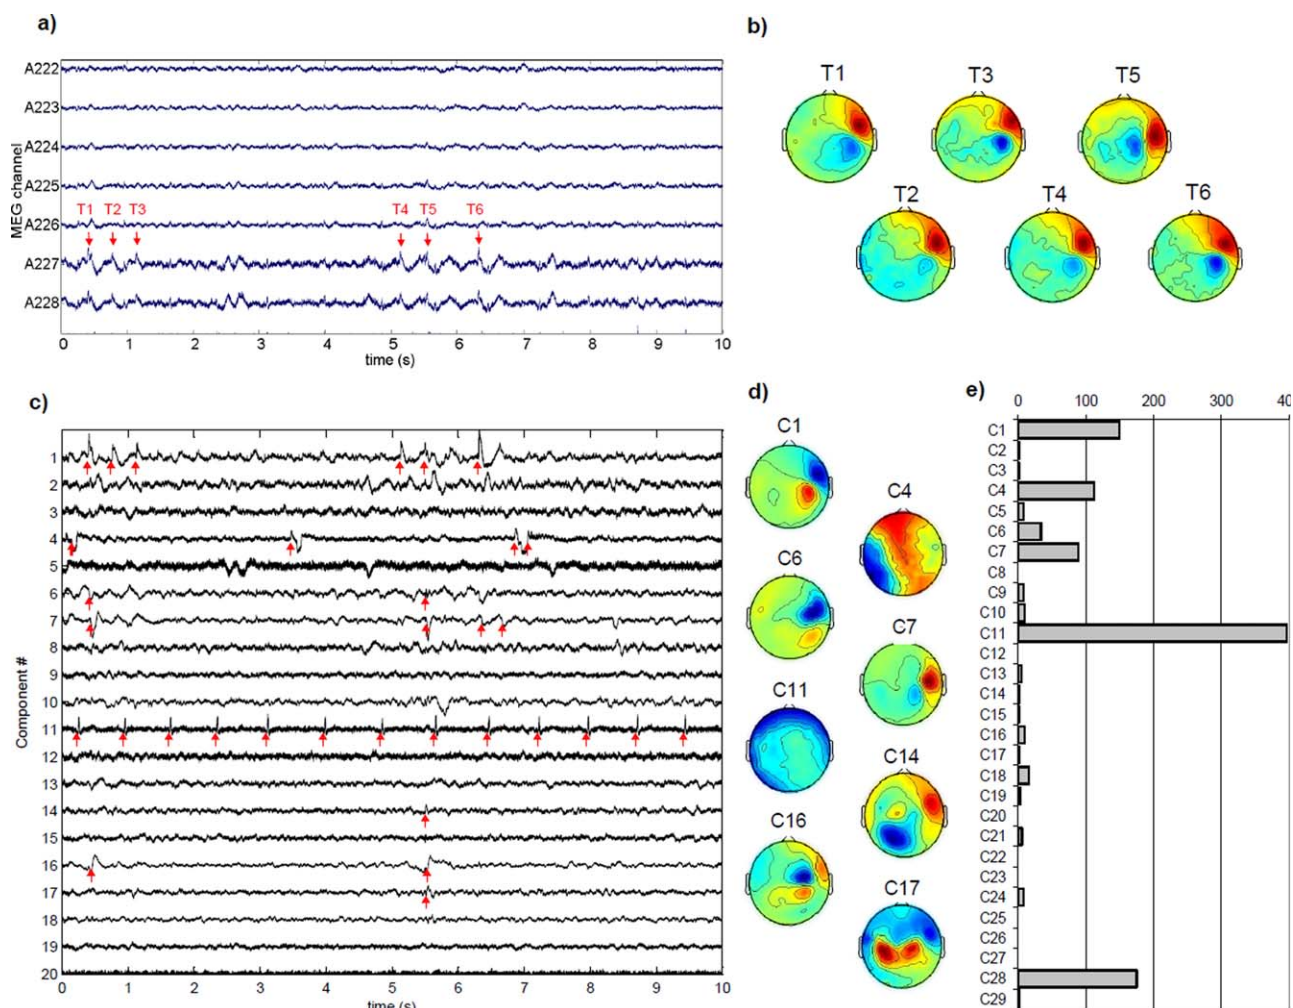 a)
A222
A223
A224
A225
A226
A227
A228
MEG channel
T1 T2 T3 T4 T5 T6
0 1 2 3 4 5 6 7 8 9 10
time (s)
b)
T1 T3 T5
T2 T4 T6
c)
1
2
3
4
5
6
7
8
9
10
11
12
13
14
15
16
17
18
19
20
Component #
0 1 2 3 4 5 6 7 8 9 10
time (s)
d)
C1
C4
C6
C7
C11
C14
C16
C17
e)
0 100 200 300 40
C1
C2
C3
C4
C5
C6
C7
C8
C9
C10
C11
C12
C13
C14
C15
C16
C17
C18
C19
C20
C21
C22
C23
C24
C25
C26
C27
C28
C29